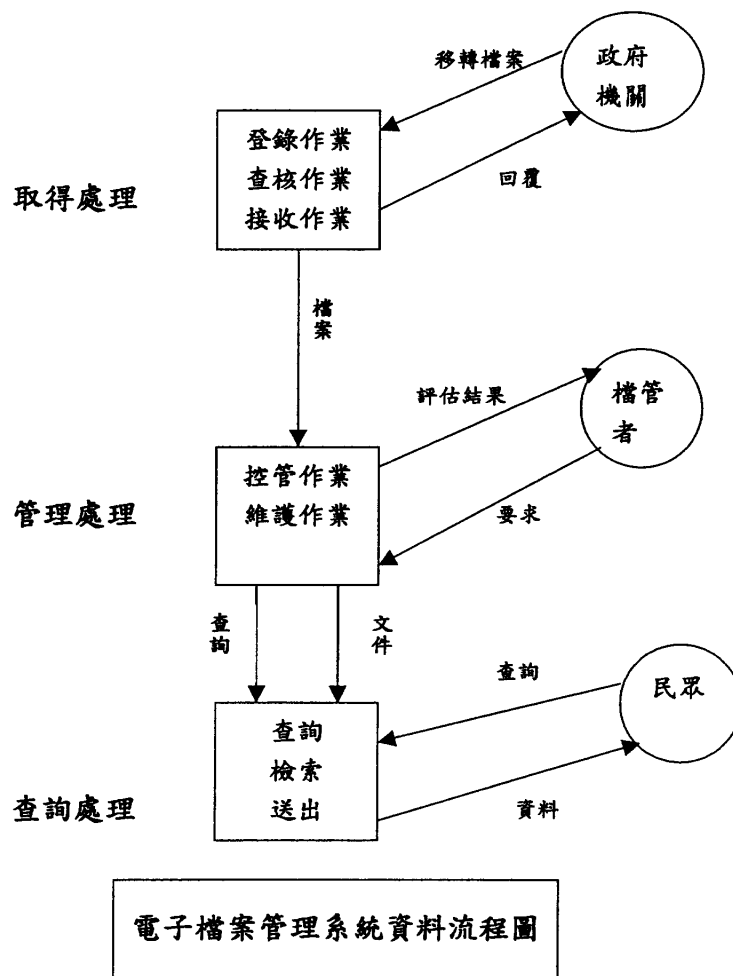 移轉檔案
政府
機關
登錄作業
查核作業
接收作業
取得處理
回覆
檔
案
評估結果
檔管
者
控管作業
維護作業
管理處理
要求
查
詢
文
件
查詢
民眾
查詢
檢索
送出
查詢處理
資料
電子檔案管理系統資料流程圖